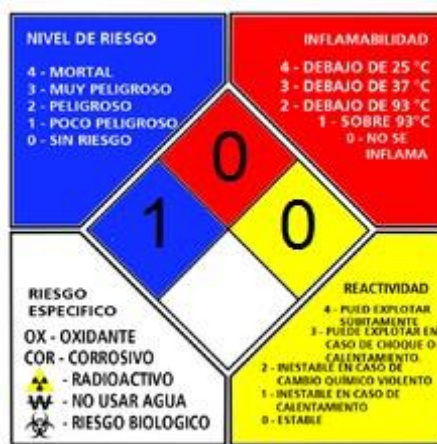 NIVEL DE RIESGO
4 - MORTAL
3 - MUY PELIGROSO
2 - PELIGROSO
1 - POCO PELIGROSO
0 - SIN RIESGO
INFLAMABILIDAD
4 - DEBAJO DE 25 °C
3 - DEBAJO DE 37 °C
2 - DEBAJO DE 93 °C
1 - SOBRE 93°C
0 - NO SE
INFLAMA
0
1
0
RIESGO
ESPECIFICO
OX - OXIDANTE
COR - CORROSIVO
- RADIOACTIVO
W - NO USAR AGUA
- RIESGO BIOLOGICO
REACTIVIDAD
4 - PUED EXPLOTAR
SÚBITAMENTE
3 - PUEDE EXPLOTAR EN
CASO DE CHOQUE O
CALENTAMIENTO.
2 - INESTABLE EN CASO DE
CAMBIO QUÍMICO VIOLENTO
1 - INESTABLE EN CASO DE
CALENTAMIENTO
0 - ESTABLE